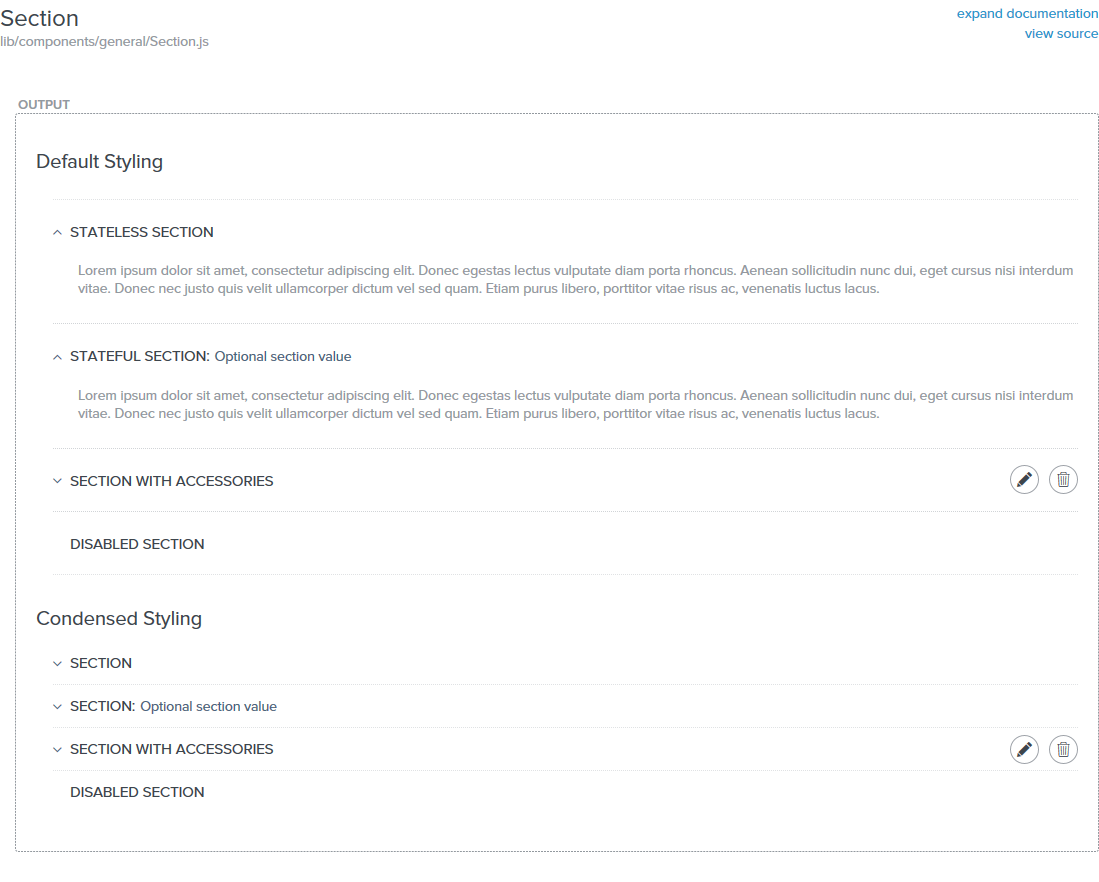 Section
expand documentation
lib/components/general/Section.js
view source
OUTPUT
Default Styling
STATELESS SECTION
Lorem ipsum dolor sit amet, consectetur adipiscing elit. Donec egestas lectus vulputate diam porta rhoncus. Aenean sollicitudin nunc dui, eget cursus nisi interdum
vitae. Donec nec justo quis velit ullamcorper dictum vel sed quam. Etiam purus libero, porttitor vitae risus ac, venenatis luctus lacus.
STATEFUL SECTION: Optional section value
Lorem ipsum dolor sit amet, consectetur adipiscing elit. Donec egestas lectus vulputate diam porta rhoncus. Aenean sollicitudin nunc dui, eget cursus nisi interdum
vitae. Donec nec justo quis velit ullamcorper dictum vel sed quam. Etiam purus libero, porttitor vitae risus ac, venenatis luctus lacus.
SECTION WITH ACCESSORIES
DISABLED SECTION
Condensed Styling
SECTION
SECTION: Optional section value
SECTION WITH ACCESSORIES
DISABLED SECTION